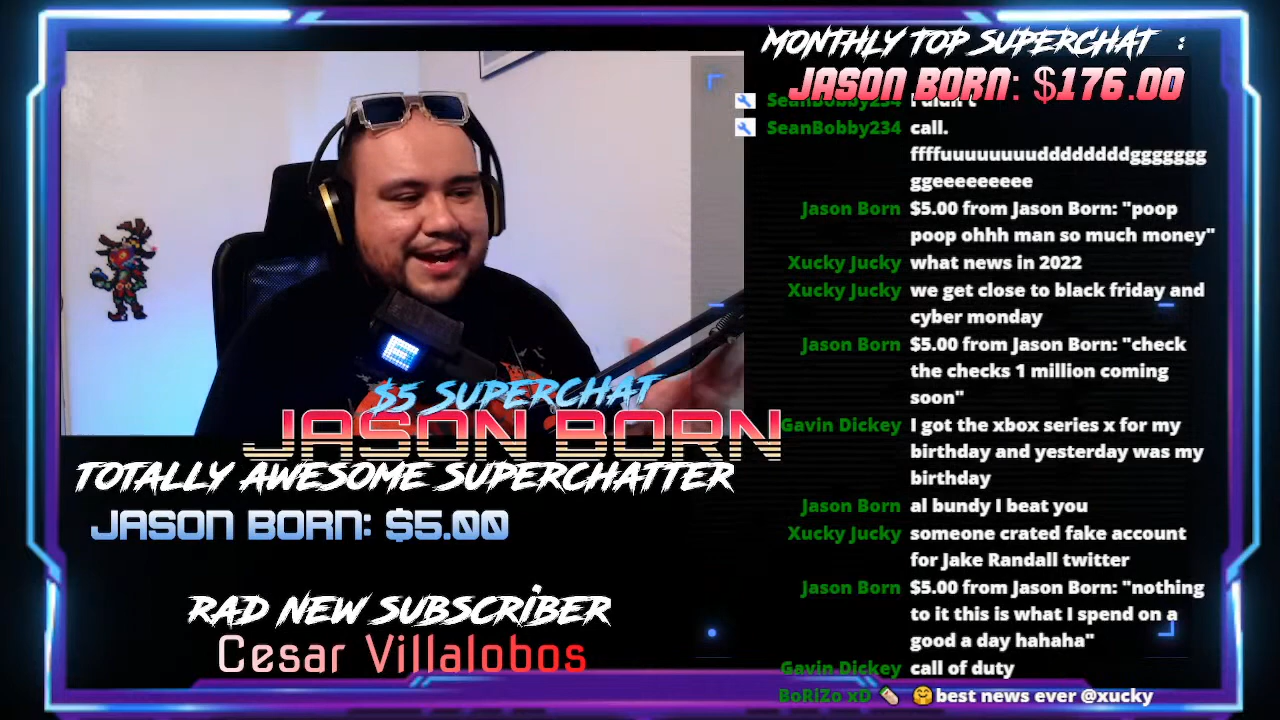 MONTHLY TOP SUPERCHAT :
JASON BORN: $176.00
SeanBobby234 I didn't
SeanBobby234 call.
ffffuuuuuuuuddddddddggggggg
ggeeeeeeeee
Jason Born $5.00 from Jason Born: "poop
poop ohhh man so much money"
Xucky Jucky what news in 2022
Xucky Jucky we get close to black friday and
cyber monday
Jason Born $5.00 from Jason Born: "check
the checks 1 million coming
soon"
Gavin Dickey I got the xbox series x for my
birthday and yesterday was my
birthday
Jason Born al bundy I beat you
Xucky Jucky someone crated fake account
for Jake Randall twitter
Jason Born $5.00 from Jason Born: "nothing
to it this is what I spend on a
good a day hahaha"
Gavin Dickey call of duty
BoRiZo xD 🤗best news ever @xucky
$5 SUPERCHAT
JASON BORN
TOTALLY AWESOME SUPERCHATTER
JASON BORN: $5.00
RAD NEW SUBSCRIBER
Cesar Villalobos